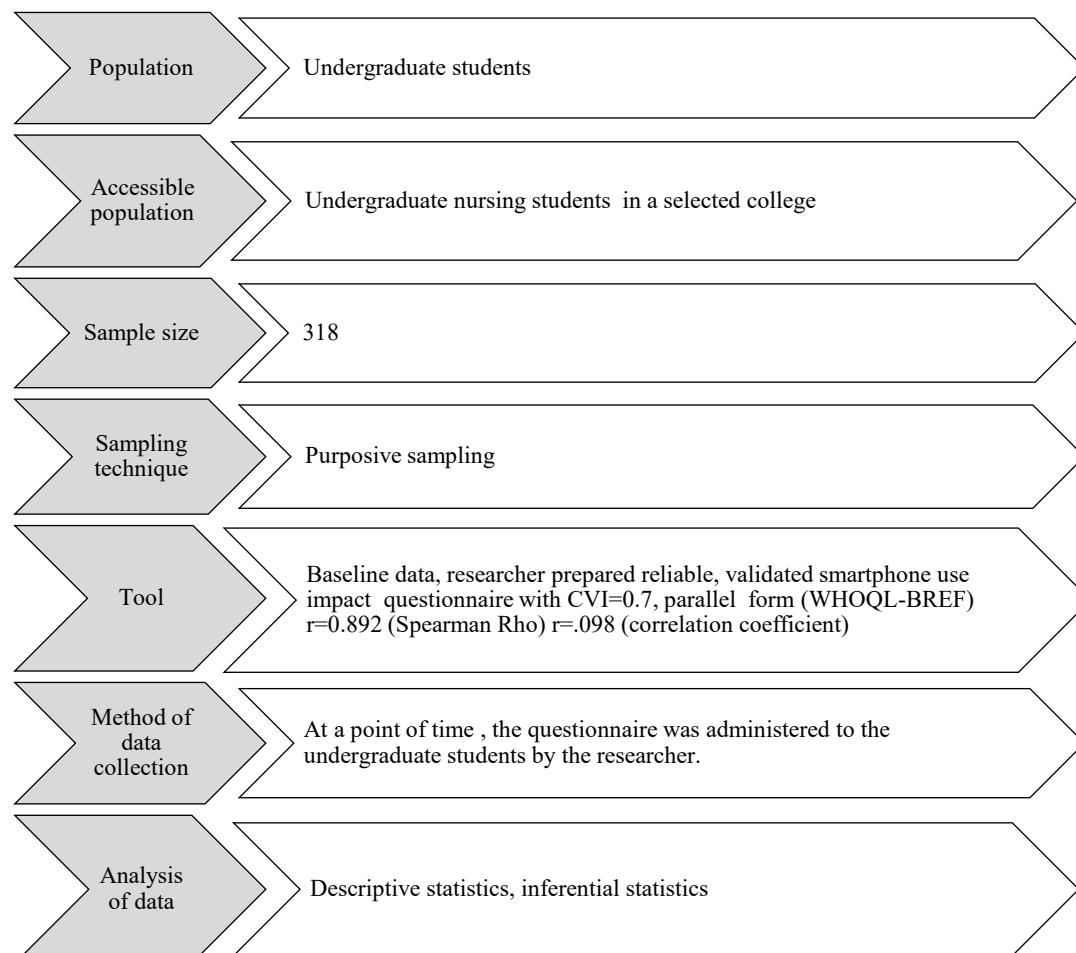 Population
Undergraduate students
Accessible
population
Undergraduate nursing students  in a selected college
Sample size
318
Sampling
technique
Purposive sampling
Tool
Baseline data, researcher prepared reliable, validated smartphone use
impact  questionnaire with CVI=0.7, parallel  form (WHOQL-BREF)
r=0.892 (Spearman Rho) r=.098 (correlation coefficient)
Method of
data
collection
At a point of time , the questionnaire was administered to the
undergraduate students by the researcher.
Analysis
of data
Descriptive statistics, inferential statistics